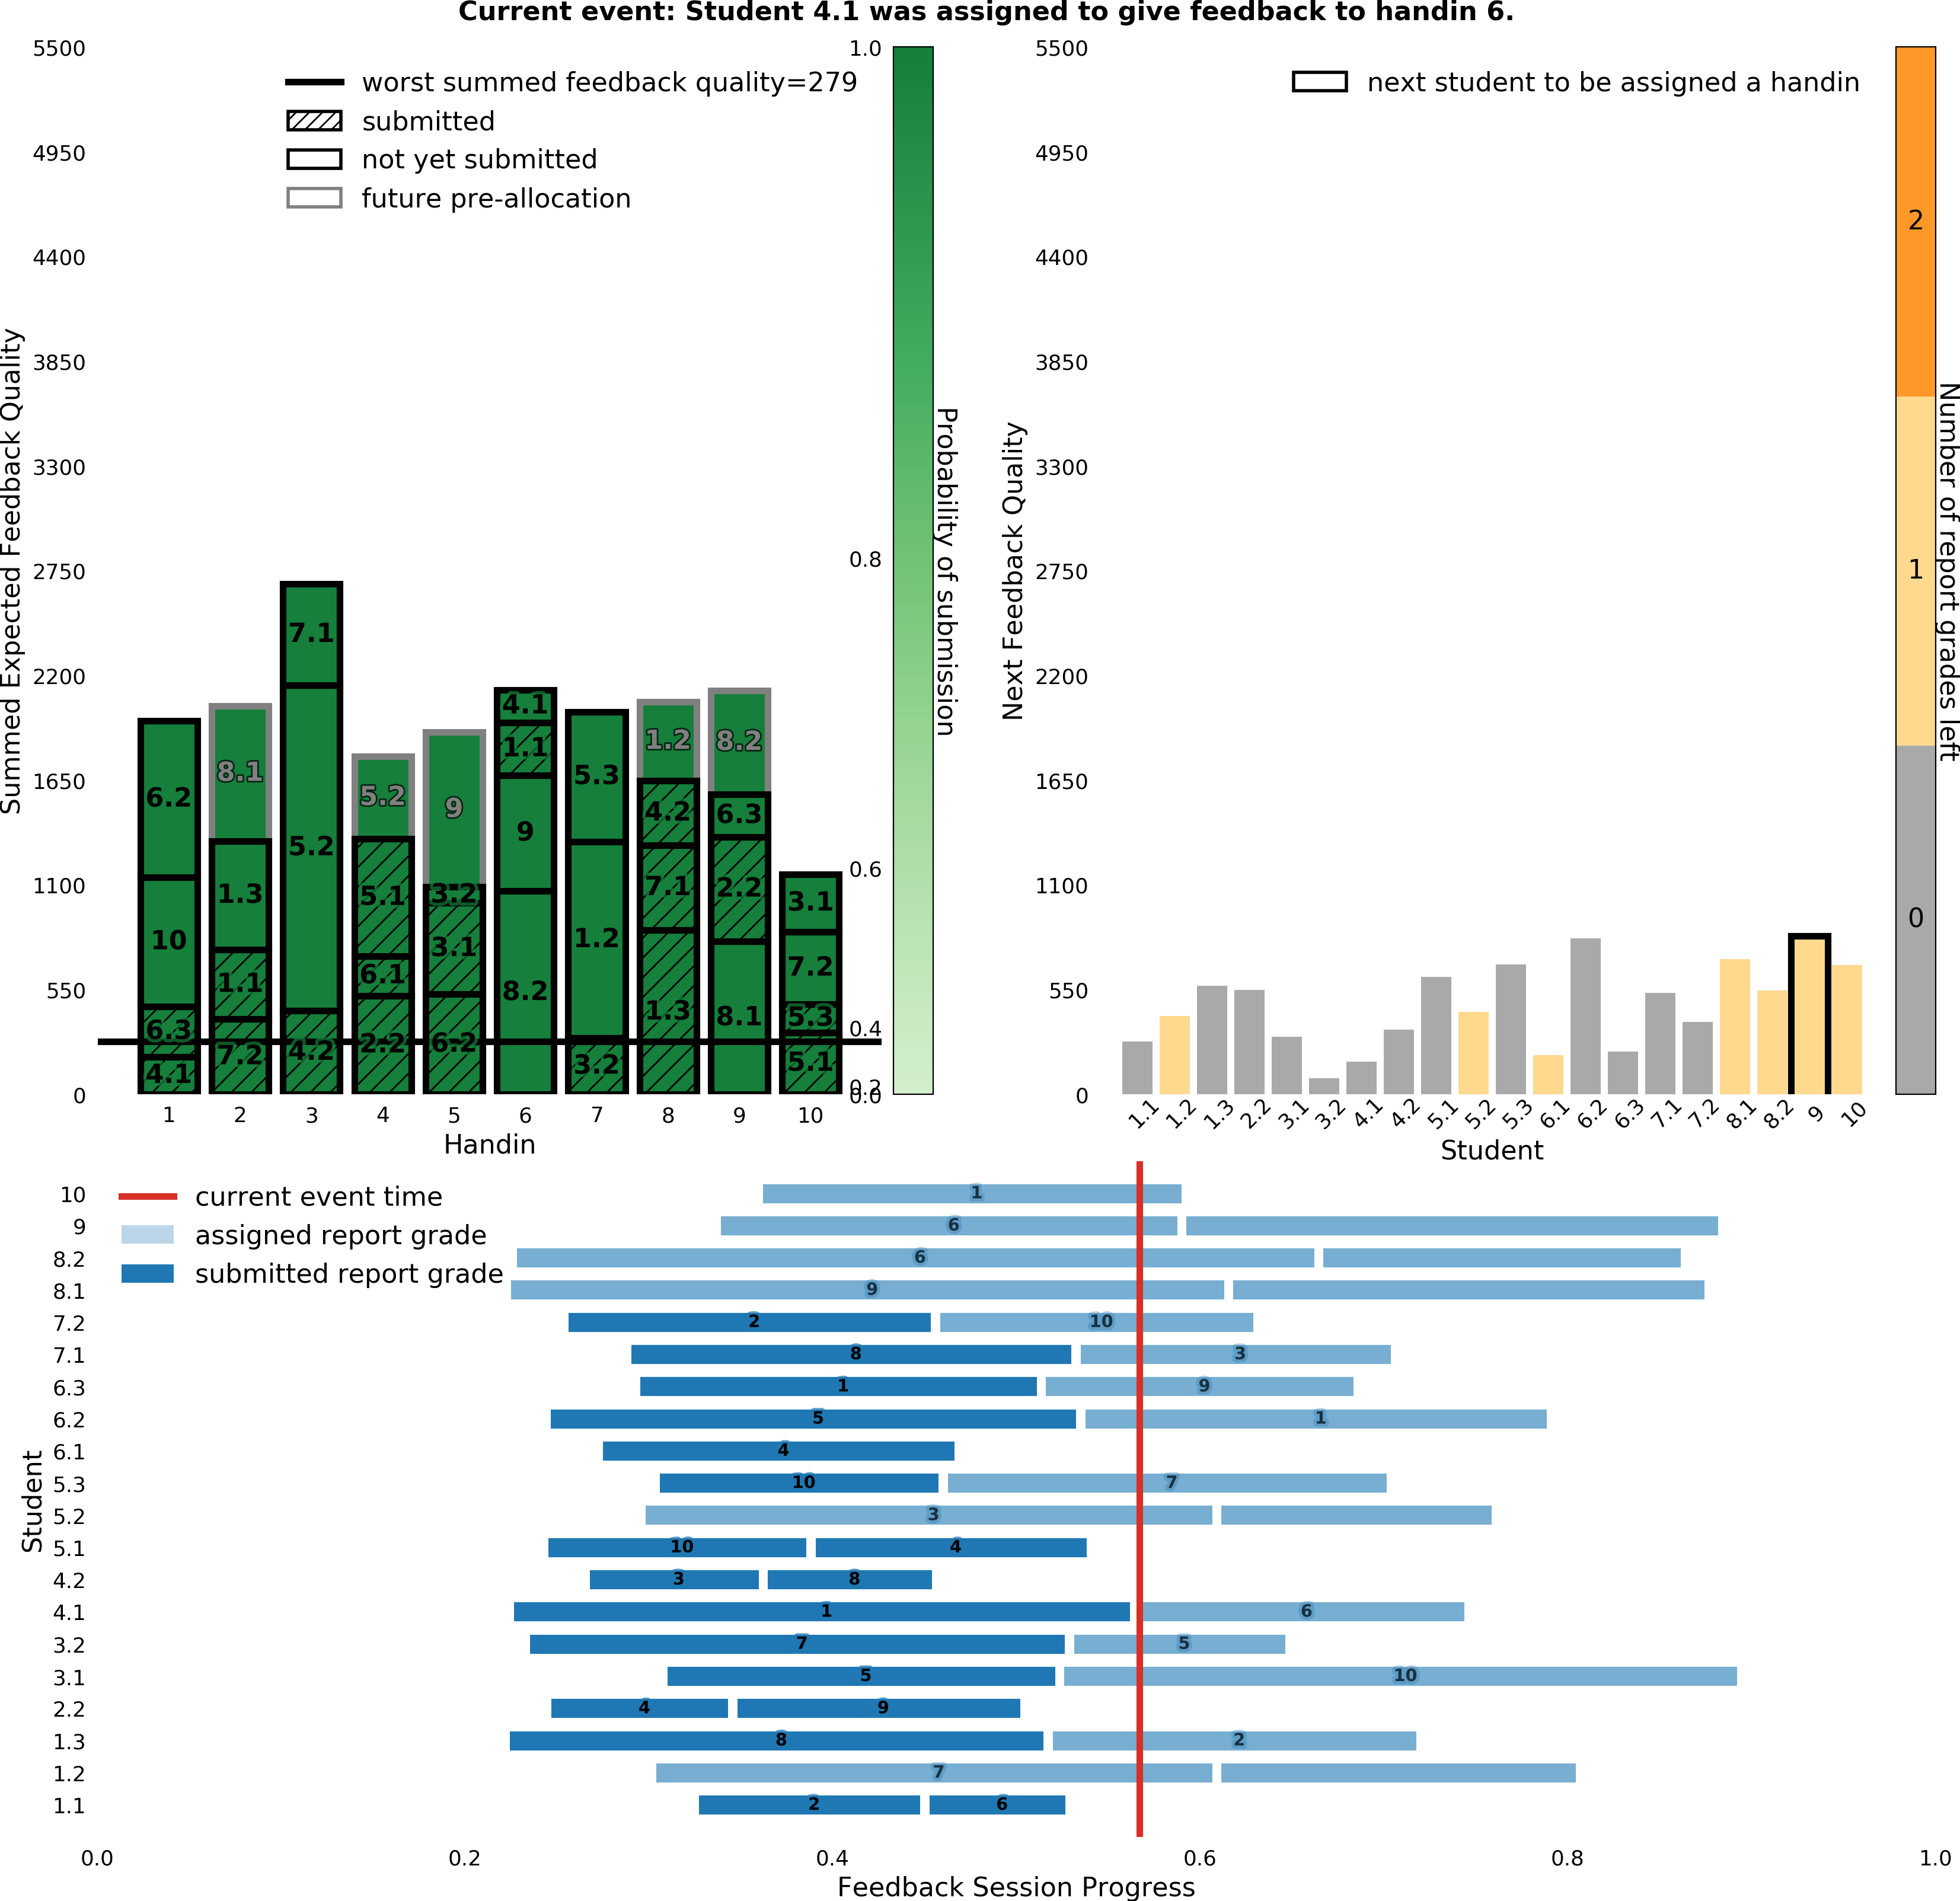 Current event: Student 4.1 was assigned to give feedback to handin 6.
Summed Expected Feedback Quality
5500
4950
4400
3850
3300
2750
2200
1650
1100
550
0
worst summed feedback quality=279
submitted
not yet submitted
future pre-allocation
6.2
10
6.3
4.1
8.1
1.3
1.1
7.2
7.1
5.2
4.2
5.2
5.1
6.1
2.2
9
3.2
3.1
6.2
4.1
1.1
9
8.2
5.3
1.2
3.2
1.2
4.2
7.1
1.3
8.2
6.3
2.2
8.1
3.1
7.2
5.3
5.1
1 2 3 4 5 6 7 8 9 10
Handin
1.0
0.8
0.6
0.4
0.2
0.0
Probability of submission
Next Feedback Quality
5500
4950
4400
3850
3300
2750
2200
1650
1100
550
0
next student to be assigned a handin
1.1 1.2 1.3 2.2 3.1 3.2 4.1 4.2 5.1 5.2 5.3 6.1 6.2 6.3 7.1 7.2 8.1 8.2 9 10
Student
2
1
0
Number of report grades left
current event time
assigned report grade
submitted report grade
Student
10 1
9 6
8.2 6
8.1 9
7.2 2 10
7.1 8 3
6.3 1 9
6.2 5 1
6.1 4
5.3 10 7
5.2 3
5.1 10 4
4.2 3 8
4.1 1 6
3.2 7 5
3.1 5 10
2.2 4 9
1.3 8 2
1.2 7
1.1 2 6
0.0 0.2 0.4 0.6 0.8 1.0
Feedback Session Progress